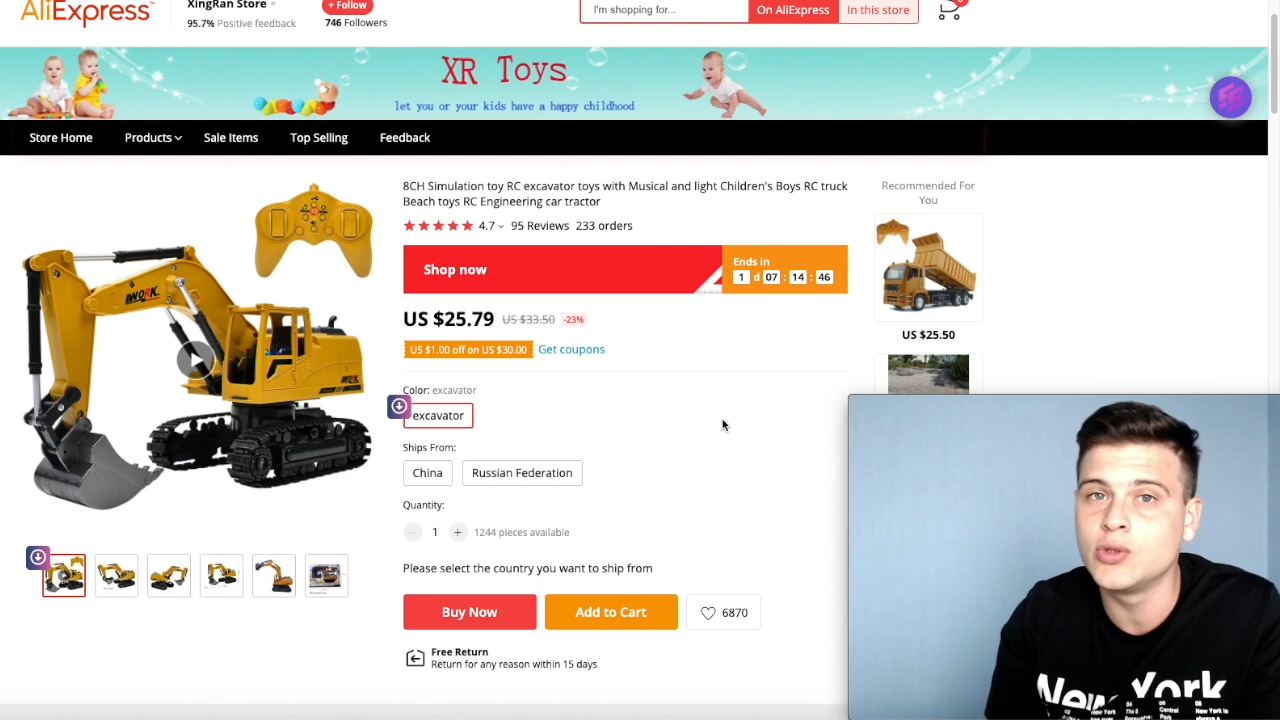 AliExpress
XingRan Store
+ Follow
95.7% Positive feedback
746 Followers
I'm shopping for...
On AliExpress
In this store
XR Toys
let you or your kids have a happy childhood
Store Home
Products
Sale Items
Top Selling
Feedback
8CH Simulation toy RC excavator toys with Musical and light Children's Boys RC truck
Beach toys RC Engineering car tractor
4.7
95 Reviews
233 orders
Shop now
Ends in
1 d 07 : 14 : 46
US $25.79
US $33.50
-23%
US $1.00 off on US $30.00
Get coupons
Color: excavator
excavator
Ships From:
China
Russian Federation
Quantity:
1
1244 pieces available
Please select the country you want to ship from
Buy Now
Add to Cart
6870
Free Return
Return for any reason within 15 days
Recommended For
You
US $25.50
IWORK
New York